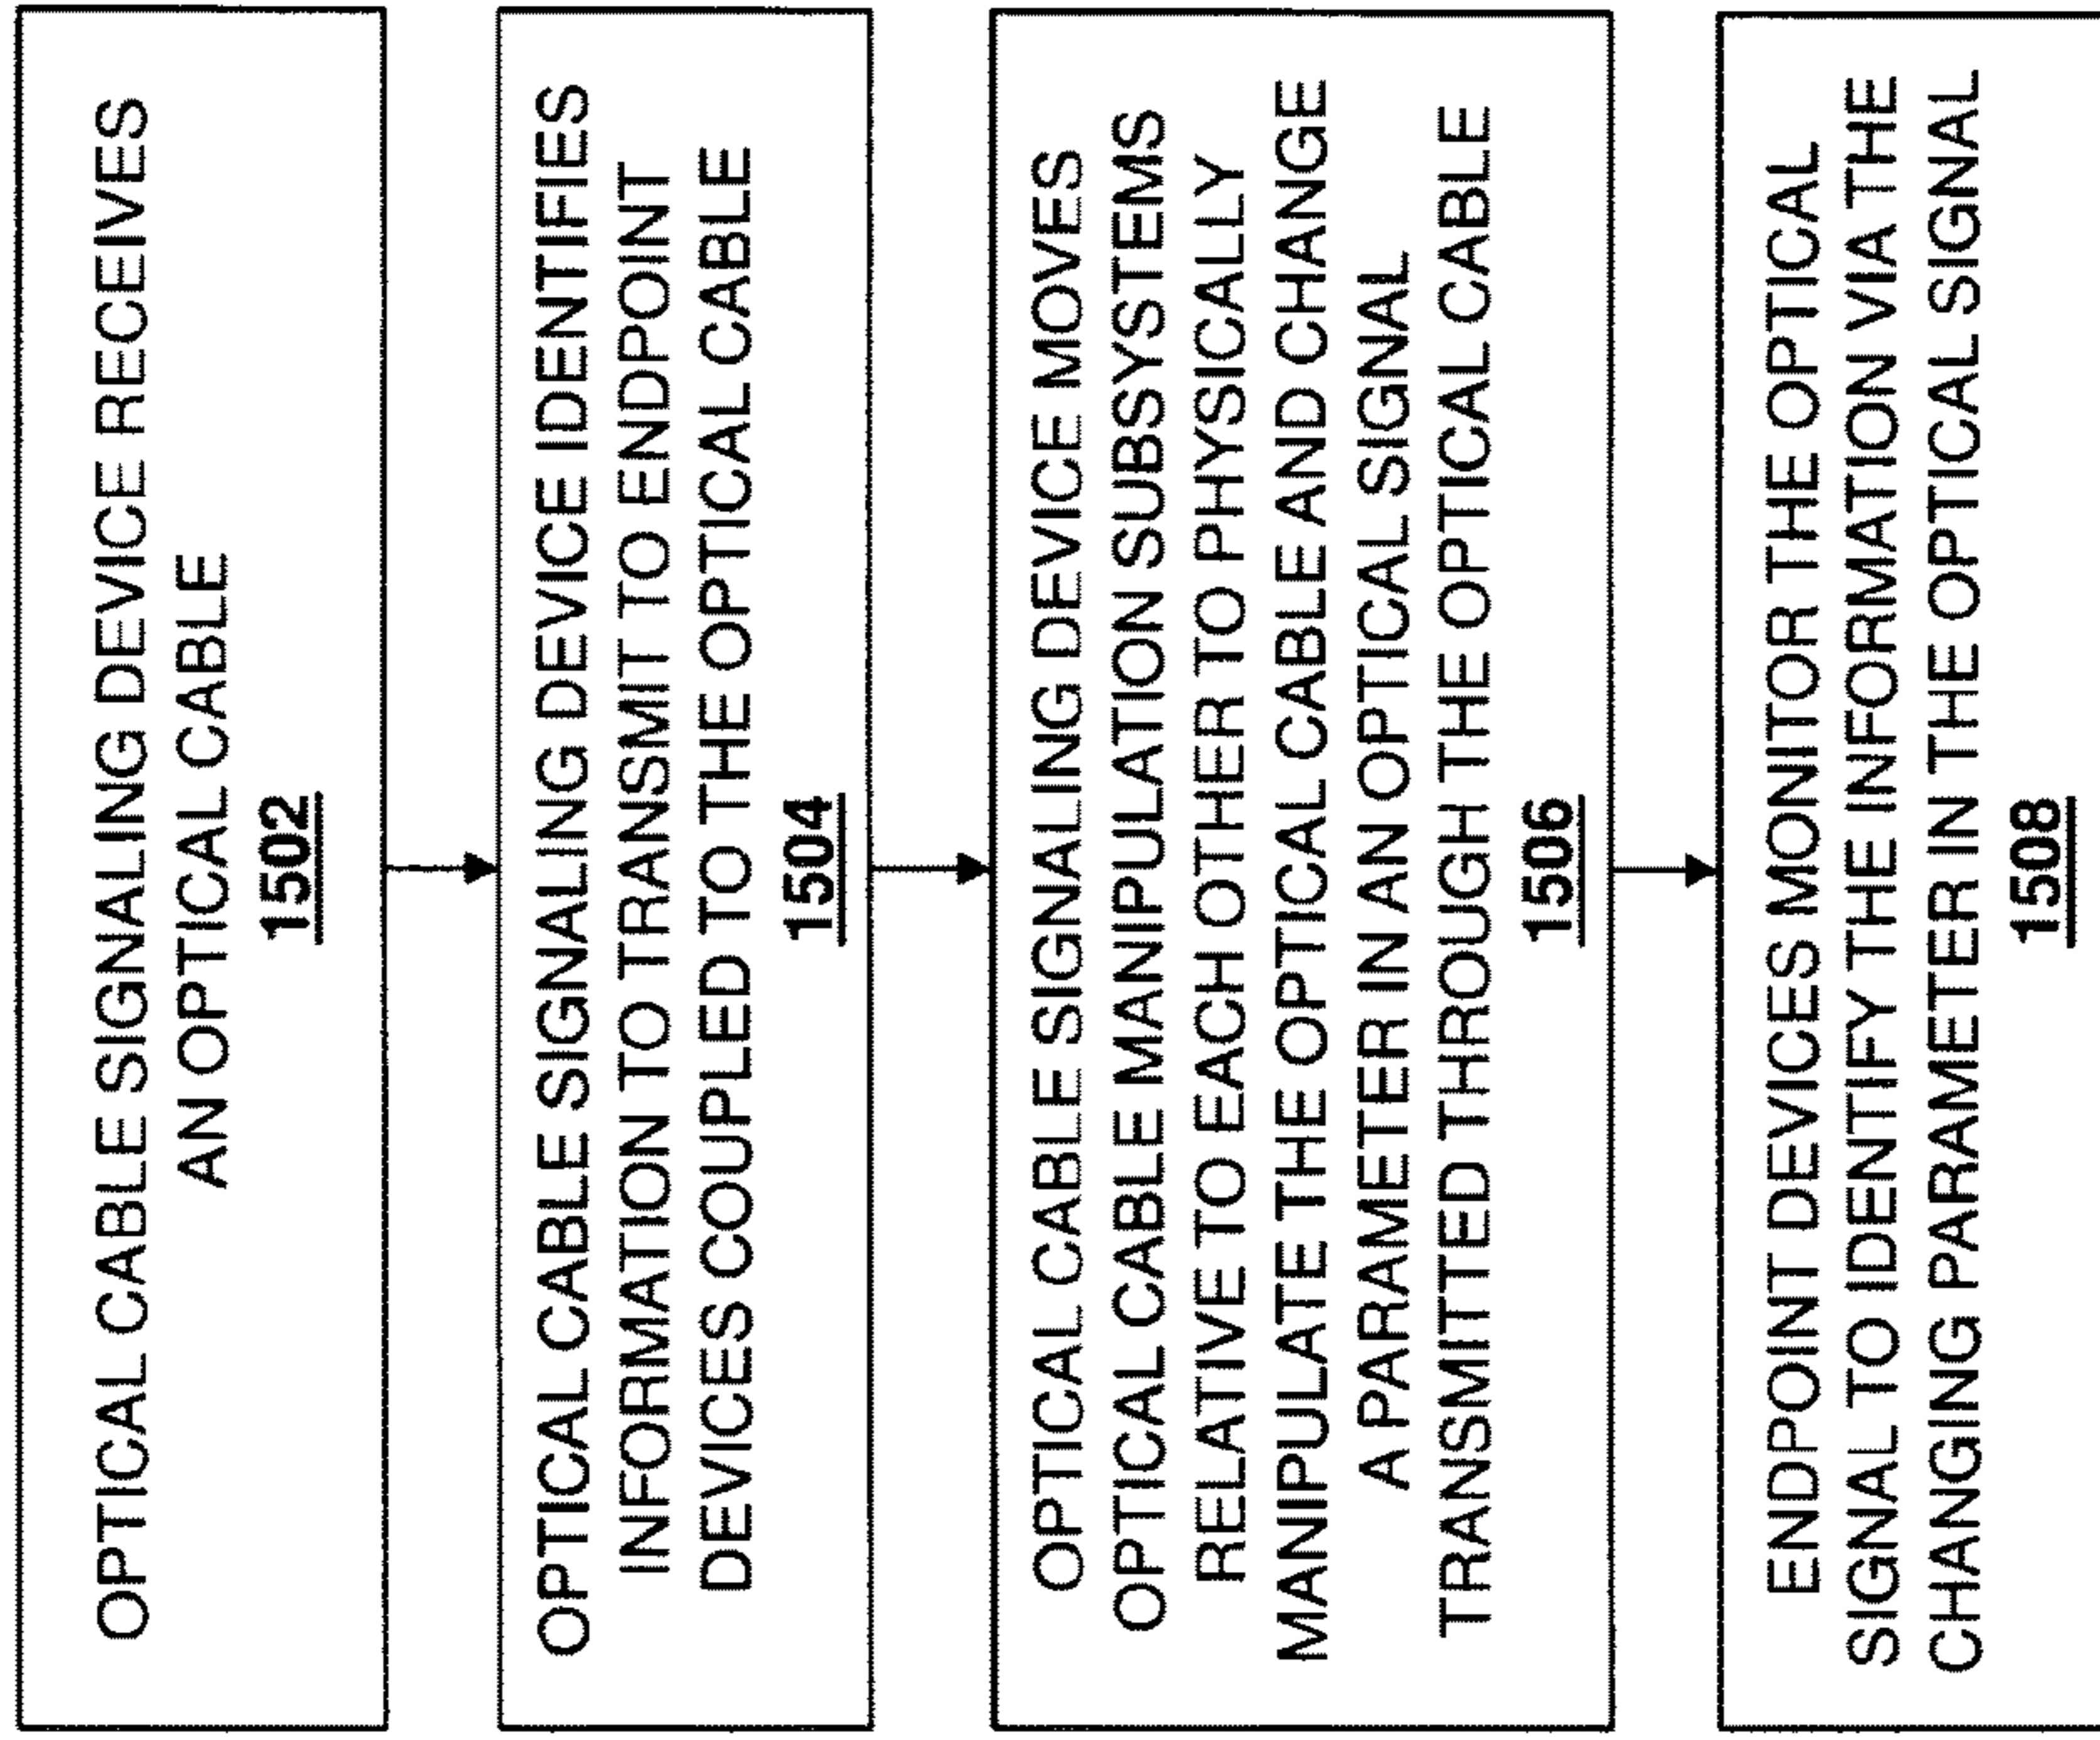 OPTICAL CABLE SIGNALING DEVICE RECEIVES
AN OPTICAL CABLE
1502
OPTICAL CABLE SIGNALING DEVICE IDENTIFIES
INFORMATION TO TRANSMIT TO ENDPOINT
DEVICES COUPLED TO THE OPTICAL CABLE
1504
OPTICAL CABLE SIGNALING DEVICE MOVES
OPTICAL CABLE MANIPULATION SUBSYSTEMS
RELATIVE TO EACH OTHER TO PHYSICALLY
MANIPULATE THE OPTICAL CABLE AND CHANGE
A PARAMETER IN AN OPTICAL SIGNAL
TRANSMITTED THROUGH THE OPTICAL CABLE
1506
ENDPOINT DEVICES MONITOR THE OPTICAL
SIGNAL TO IDENTIFY THE INFORMATION VIA THE
CHANGING PARAMETER IN THE OPTICAL SIGNAL
1508